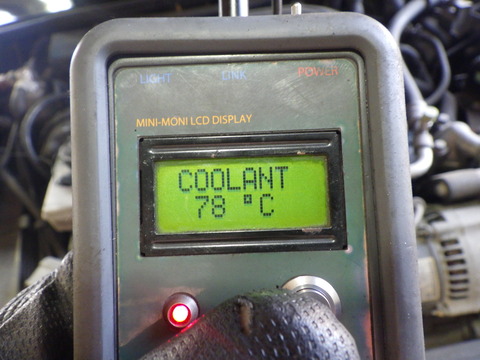 LIGHT LINK POWER
MINI-MONI LCD DISPLAY
COOLANT
78 °C